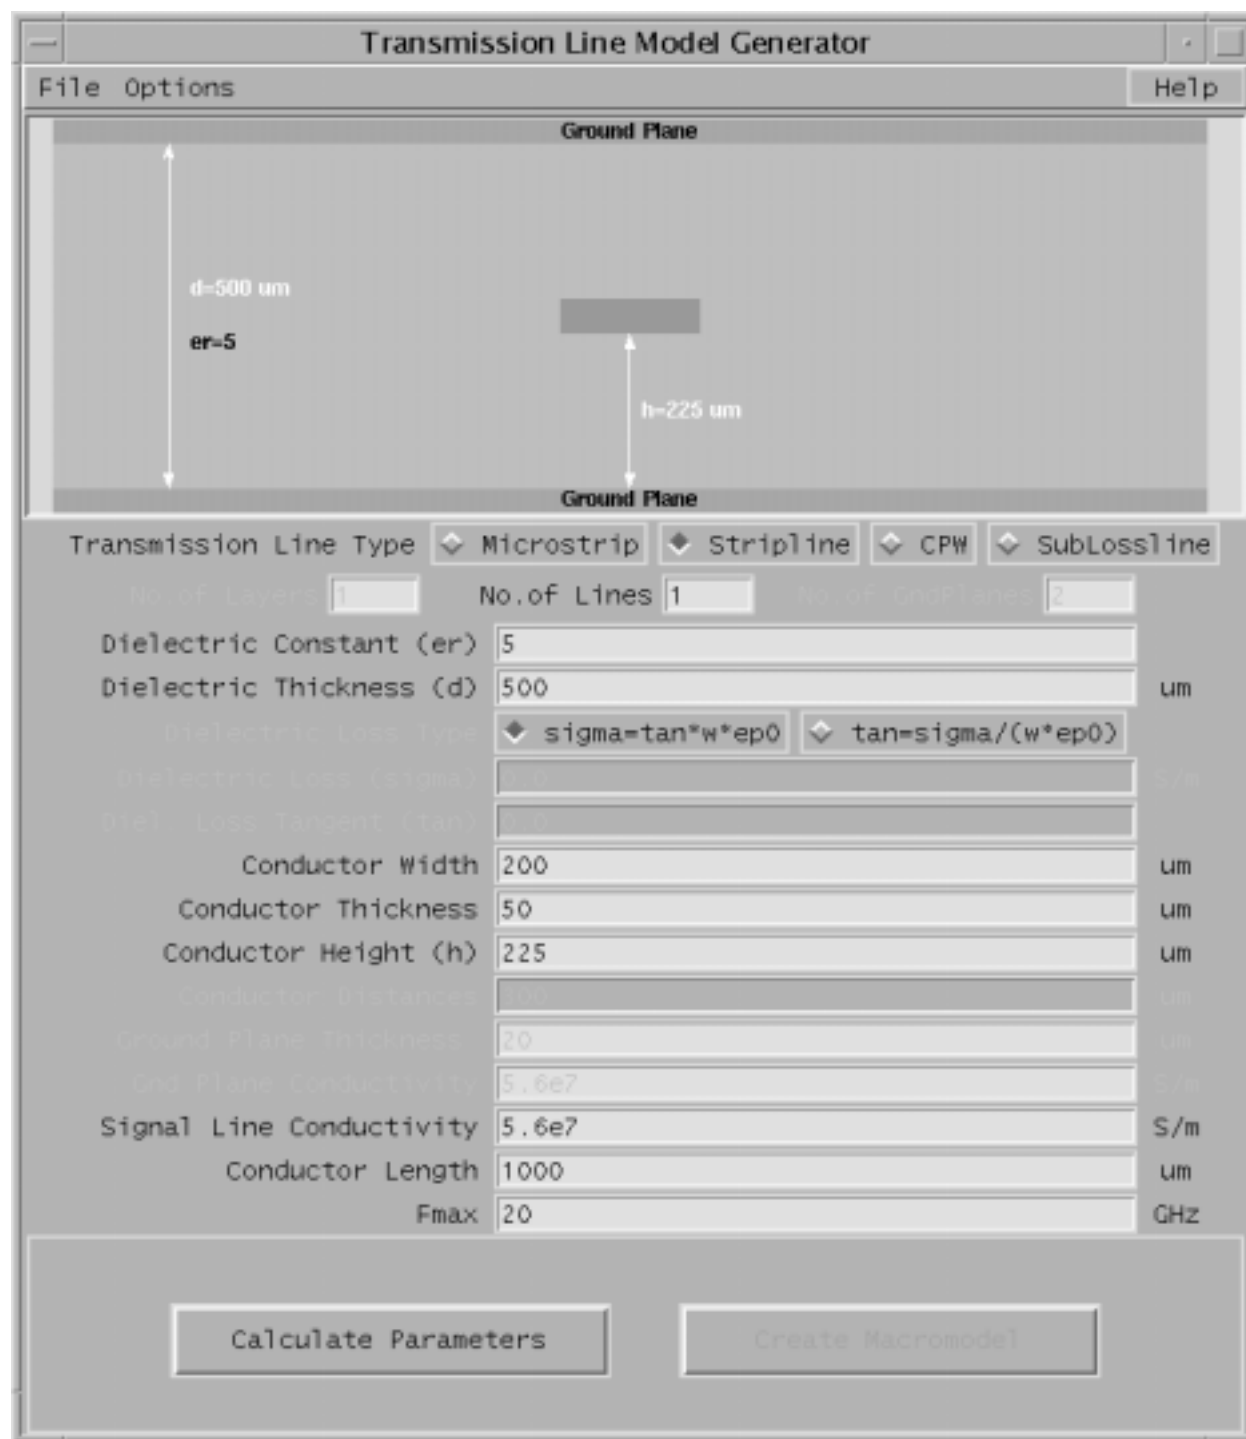 Transmission Line Model Generator
File Options Help
Ground Plane
d=500 um
er=5
h=225 um
Ground Plane
Transmission Line Type Microstrip Stripline CPW SubLossline
No.of Layers 1 No.of Lines 1 No.of GndPlanes 2
Dielectric Constant (er) 5
Dielectric Thickness (d) 500 um
Dielectric Loss Type sigma=tan*w*ep0 tan=sigma/(w*ep0)
Dielectric Loss (sigma) 0.0 S/m
Diel Loss Tangent (tan) 0.0
Conductor Width 200 um
Conductor Thickness 50 um
Conductor Height (h) 225 um
Conductor Distances um
Ground Plane Thickness 20 um
Gnd Plane Conductivity 5.6e7 S/m
Signal Line Conductivity 5.6e7 S/m
Conductor Length 1000 um
Fmax 20 GHz
Calculate Parameters Create Macromodel